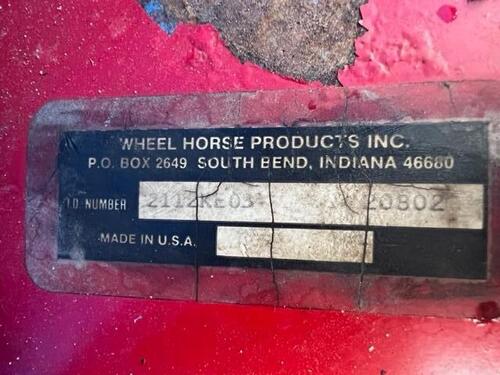 WHEEL HORSE PRODUCTS INC.
P.O. BOX 2649 SOUTH BEND, INDIANA 46680
I.D. NUMBER 2112KE03 20802
MADE IN U.S.A.